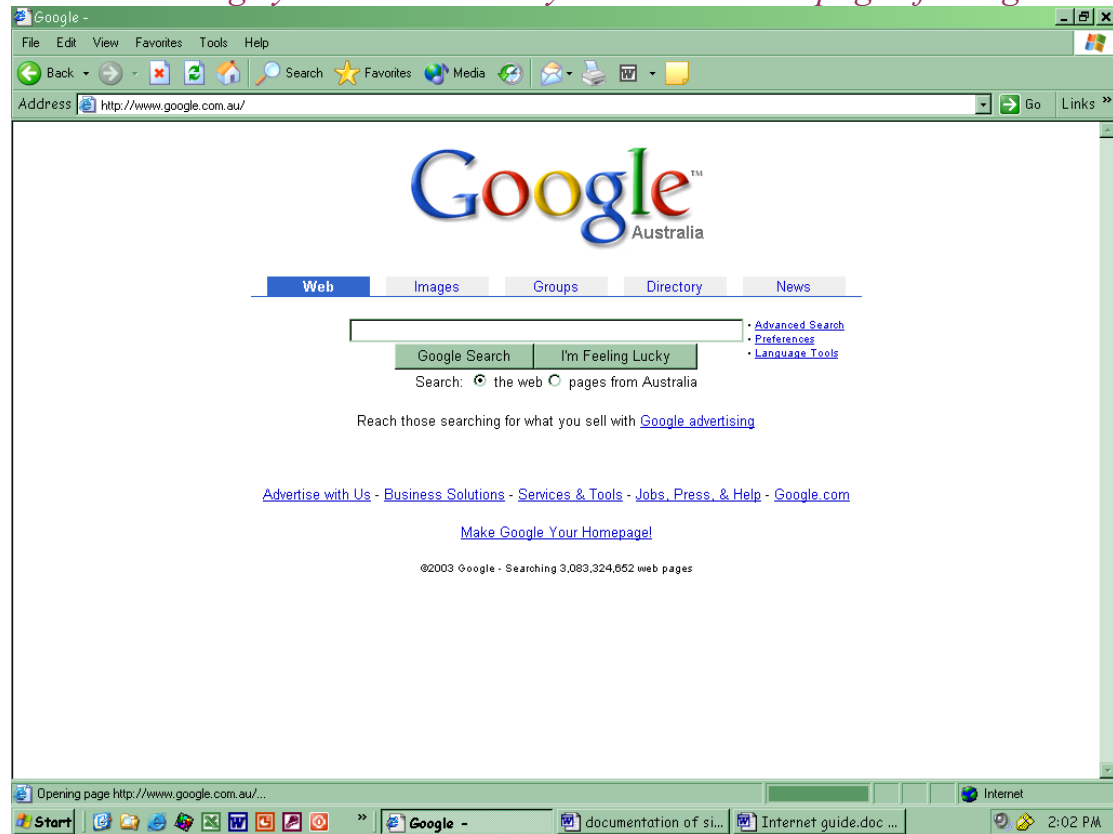 Google -
File Edit View Favorites Tools Help
Back Search Favorites Media
Address http://www.google.com.au/ Go Links »
Google™
Australia
Web Images Groups Directory News
• Advanced Search
• Preferences
• Language Tools
Google Search I'm Feeling Lucky
Search: the web pages from Australia
Reach those searching for what you sell with Google advertising
Advertise with Us - Business Solutions - Services & Tools - Jobs, Press, & Help - Google.com
Make Google Your Homepage!
©2003 Google - Searching 3,083,324,652 web pages
Opening page http://www.google.com.au/... Internet
Start » Google - documentation of si... Internet guide.doc ... 2:02 PM